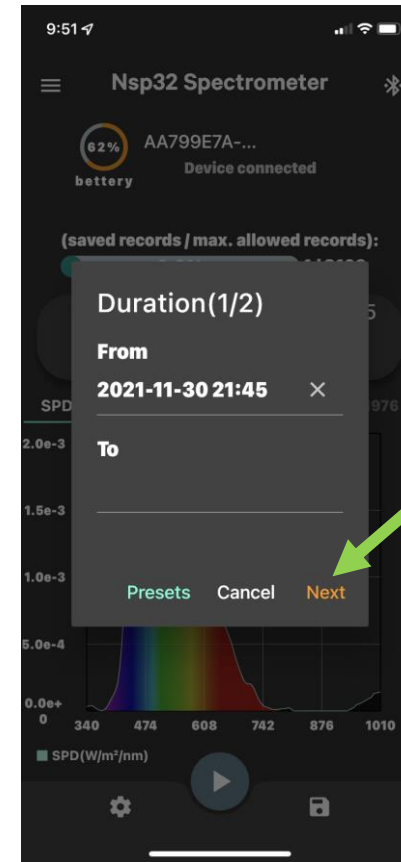 9:51
Nsp32 Spectrometer
62%
AA799E7A-...
bettery
Device connected
(saved records / max. allowed records):
Duration(1/2)
5
From
2021-11-30 21:45 ×
SPD
1976
To
2.0e-3
1.5e-3
1.0e-3
Presets Cancel Next
5.0e-4
0.0e+
0
340 474 608 742 876 1010
SPD(W/m²/nm)